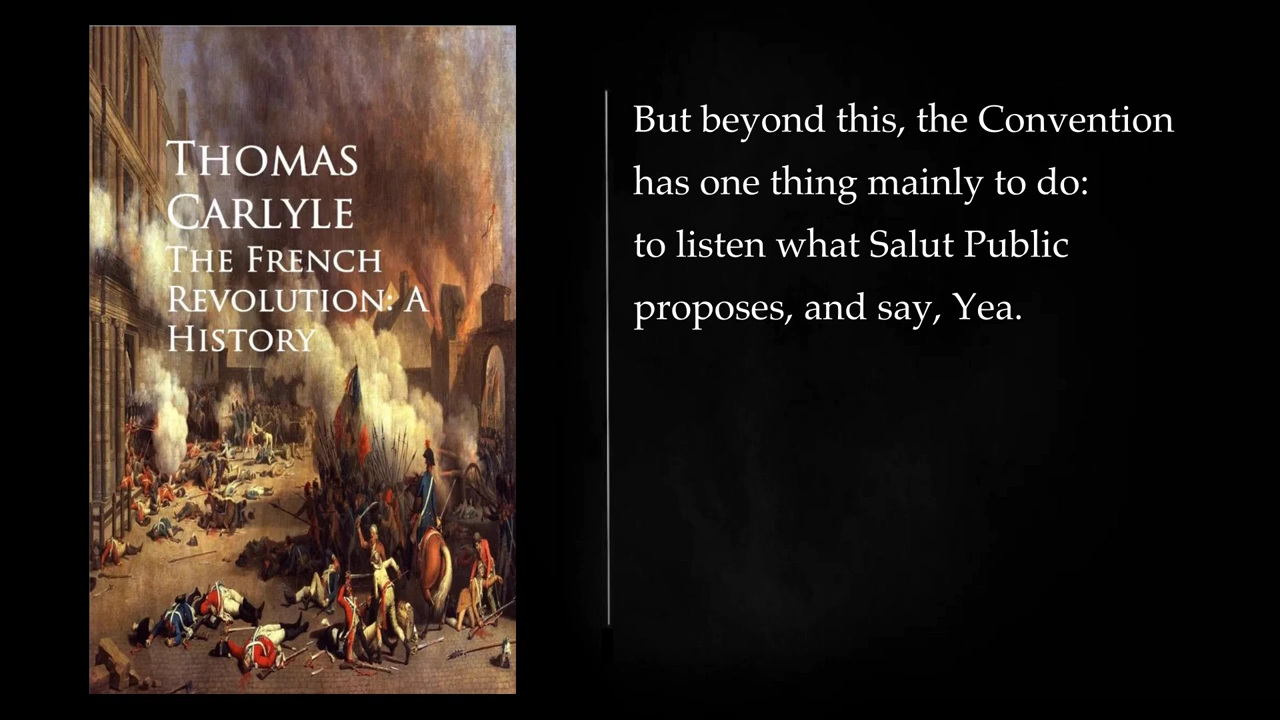 THOMAS
CARLYLE
THE FRENCH
REVOLUTION: A
HISTORY
But beyond this, the Convention
has one thing mainly to do:
to listen what Salut Public
proposes, and say, Yea.